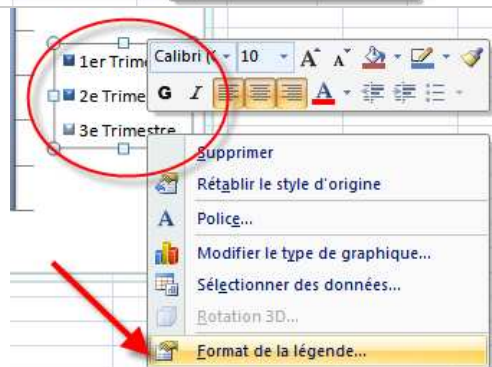 1er Trim
Calibri ( 10 A A
2e Trime
G I A
3e Trimestre
Supprimer
Rétablir le style d'origine
A Police...
Modifier le type de graphique...
Sélectionner des données...
Rotation 3D...
Format de la légende...